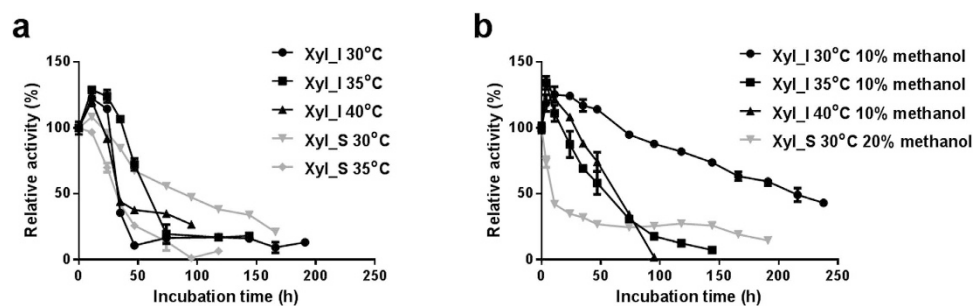 a
Xyl_I 30°C
Xyl_I 35°C
Xyl_I 40°C
Xyl_S 30°C
Xyl_S 35°C
Relative activity (%)
150
100
50
0
0 50 100 150 200 250
Incubation time (h)
b
Xyl_I 30°C 10% methanol
Xyl_I 35°C 10% methanol
Xyl_I 40°C 10% methanol
Xyl_S 30°C 20% methanol
Relative activity (%)
150
100
50
0
0 50 100 150 200 250
Incubation time (h)